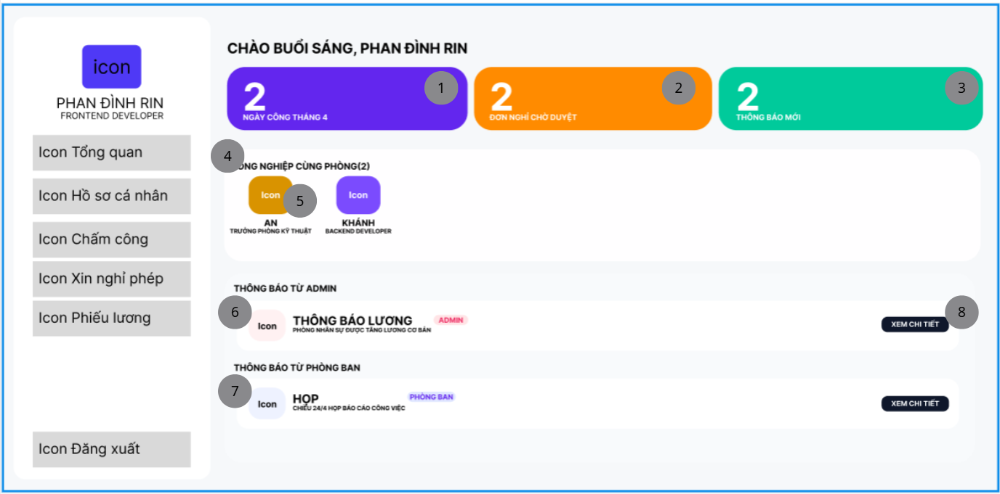 icon
PHAN ĐÌNH RIN
FRONTEND DEVELOPER
Icon Tổng quan
Icon Hồ sơ cá nhân
Icon Chấm công
Icon Xin nghỉ phép
Icon Phiếu lương
Icon Đăng xuất
CHÀO BUỔI SÁNG, PHAN ĐÌNH RIN
2
NGÀY CÔNG THÁNG 4
1
2
ĐƠN NGHỈ CHỜ DUYỆT
2
2
THÔNG BÁO MỚI
3
4
NGHIỆP CÙNG PHÒNG(2)
Icon
5
Icon
AN
KHÁNH
TRƯỞNG PHÒNG KỸ THUẬT
BACKEND DEVELOPER
THÔNG BÁO TỪ ADMIN
6
Icon
THÔNG BÁO LƯƠNG
ADMIN
PHÒNG NHÂN SỰ ĐƯỢC TĂNG LƯƠNG CƠ BẢN
XEM CHI TIẾT
8
THÔNG BÁO TỪ PHÒNG BAN
7
Icon
HỌP
PHÒNG BAN
CHIỀU 24/4 HỌP BÁO CÁO CÔNG VIỆC
XEM CHI TIẾT